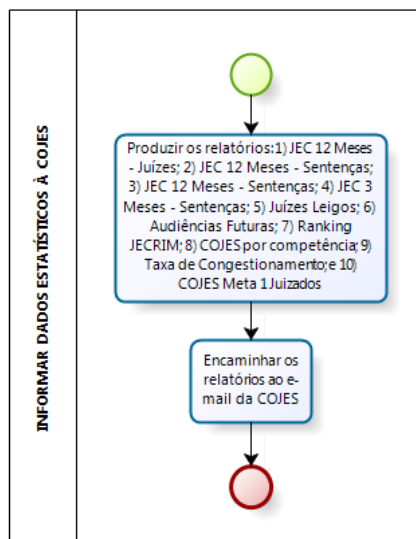 INFORMAR DADOS ESTATÍSTICOS À COJES
Produzir os relatórios:1) JEC 12 Meses
- Juízes; 2) JEC 12 Meses - Sentenças;
3) JEC 12 Meses - Sentenças; 4) JEC 3
Meses - Sentenças; 5) Juízes Leigos; 6)
Audiências Futuras; 7) Ranking
JECRIM; 8) COJES por competência; 9)
Taxa de Congestionamento; e 10)
COJES Meta 1 Juizados
Encaminhar os
relatórios ao e-
mail da COJES